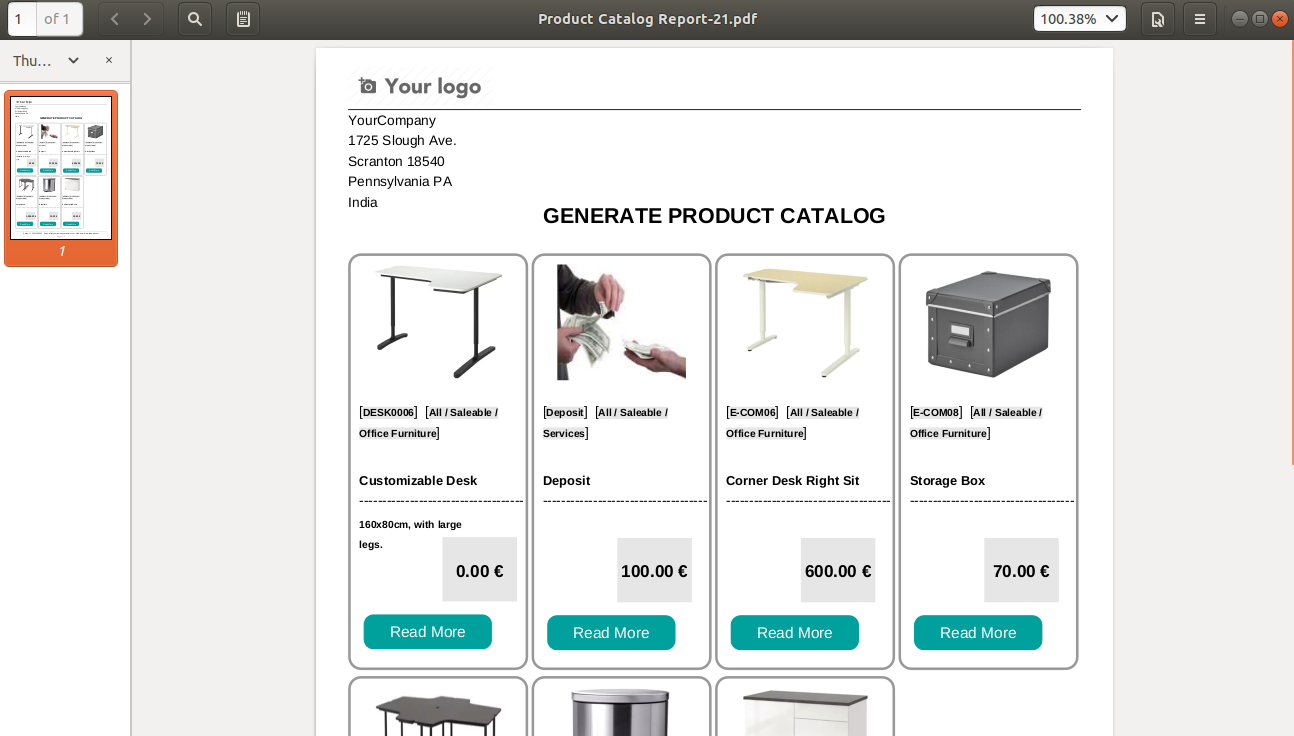 1 of 1
Product Catalog Report-21.pdf
100.38%
Thu...
1
Your logo
YourCompany
1725 Slough Ave.
Scranton 18540
Pennsylvania PA
India
GENERATE PRODUCT CATALOG
[DESK0006] [All / Saleable /
Office Furniture]
Customizable Desk
------------------------------------
160x80cm, with large
legs.
0.00 €
Read More
[Deposit] [All / Saleable /
Services]
Deposit
------------------------------------
100.00 €
Read More
[E-COM06] [All / Saleable /
Office Furniture]
Corner Desk Right Sit
------------------------------------
600.00 €
Read More
[E-COM08] [All / Saleable /
Office Furniture]
Storage Box
------------------------------------
70.00 €
Read More